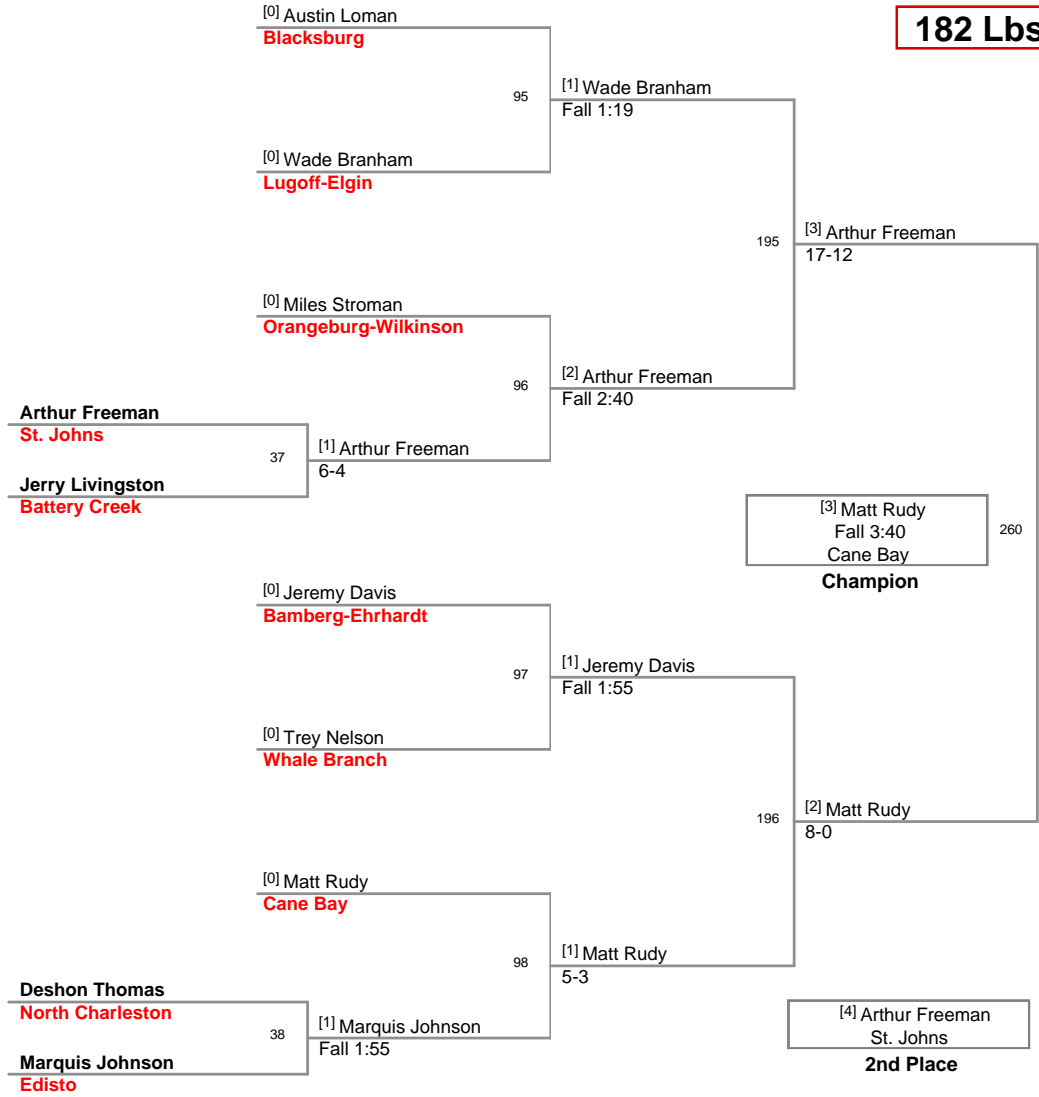 [0] Austin Loman
Blacksburg
182 Lbs
95
[1] Wade Branham
Fall 1:19
[0] Wade Branham
Lugoff-Elgin
195
[3] Arthur Freeman
17-12
[0] Miles Stroman
Orangeburg-Wilkinson
96
[2] Arthur Freeman
Fall 2:40
Arthur Freeman
St. Johns
37
[1] Arthur Freeman
6-4
Jerry Livingston
Battery Creek
[3] Matt Rudy
Fall 3:40
Cane Bay
260
Champion
[0] Jeremy Davis
Bamberg-Ehrhardt
97
[1] Jeremy Davis
Fall 1:55
[0] Trey Nelson
Whale Branch
196
[2] Matt Rudy
8-0
[0] Matt Rudy
Cane Bay
98
[1] Matt Rudy
5-3
Deshon Thomas
North Charleston
38
[1] Marquis Johnson
Fall 1:55
Marquis Johnson
Edisto
[4] Arthur Freeman
St. Johns
2nd Place